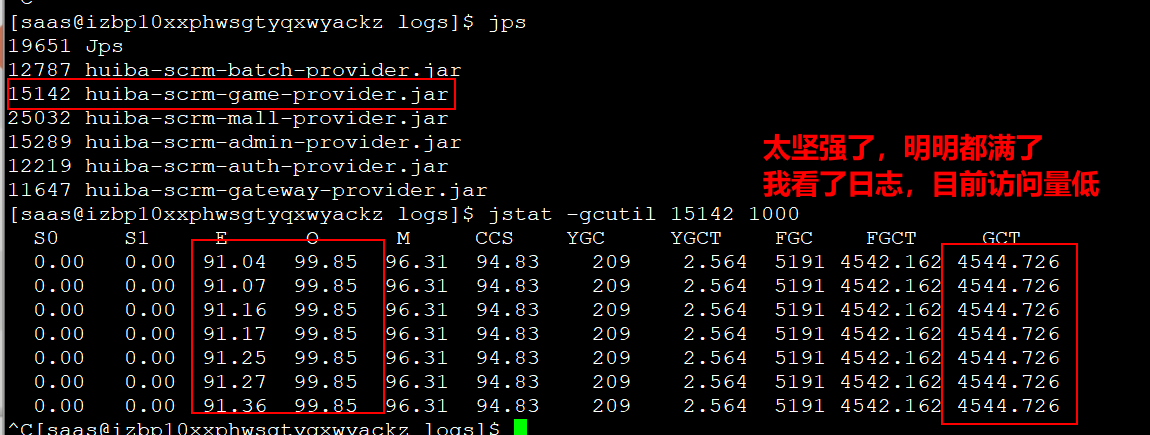 [saas@izbp10xxphwsgtyqxwyackz logs]$ jps
19651 Jps
12787 huiba-scrm-batch-provider.jar
15142 huiba-scrm-game-provider.jar
25032 huiba-scrm-mall-provider.jar
15289 huiba-scrm-admin-provider.jar
12219 huiba-scrm-auth-provider.jar
11647 huiba-scrm-gateway-provider.jar
太坚强了，明明都满了
我看了日志，目前访问量低
[saas@izbp10xxphwsgtyqxwyackz logs]$ jstat -gcutil 15142 1000
S0 S1 E O M CCS YGC YGCT FGC FGCT GCT
0.00 0.00 91.04 99.85 96.31 94.83 209 2.564 5191 4542.162 4544.726
0.00 0.00 91.07 99.85 96.31 94.83 209 2.564 5191 4542.162 4544.726
0.00 0.00 91.16 99.85 96.31 94.83 209 2.564 5191 4542.162 4544.726
0.00 0.00 91.17 99.85 96.31 94.83 209 2.564 5191 4542.162 4544.726
0.00 0.00 91.25 99.85 96.31 94.83 209 2.564 5191 4542.162 4544.726
0.00 0.00 91.27 99.85 96.31 94.83 209 2.564 5191 4542.162 4544.726
0.00 0.00 91.36 99.85 96.31 94.83 209 2.564 5191 4542.162 4544.726
^C[saas@izbp10xxphwsgtyqxwyackz logs]$